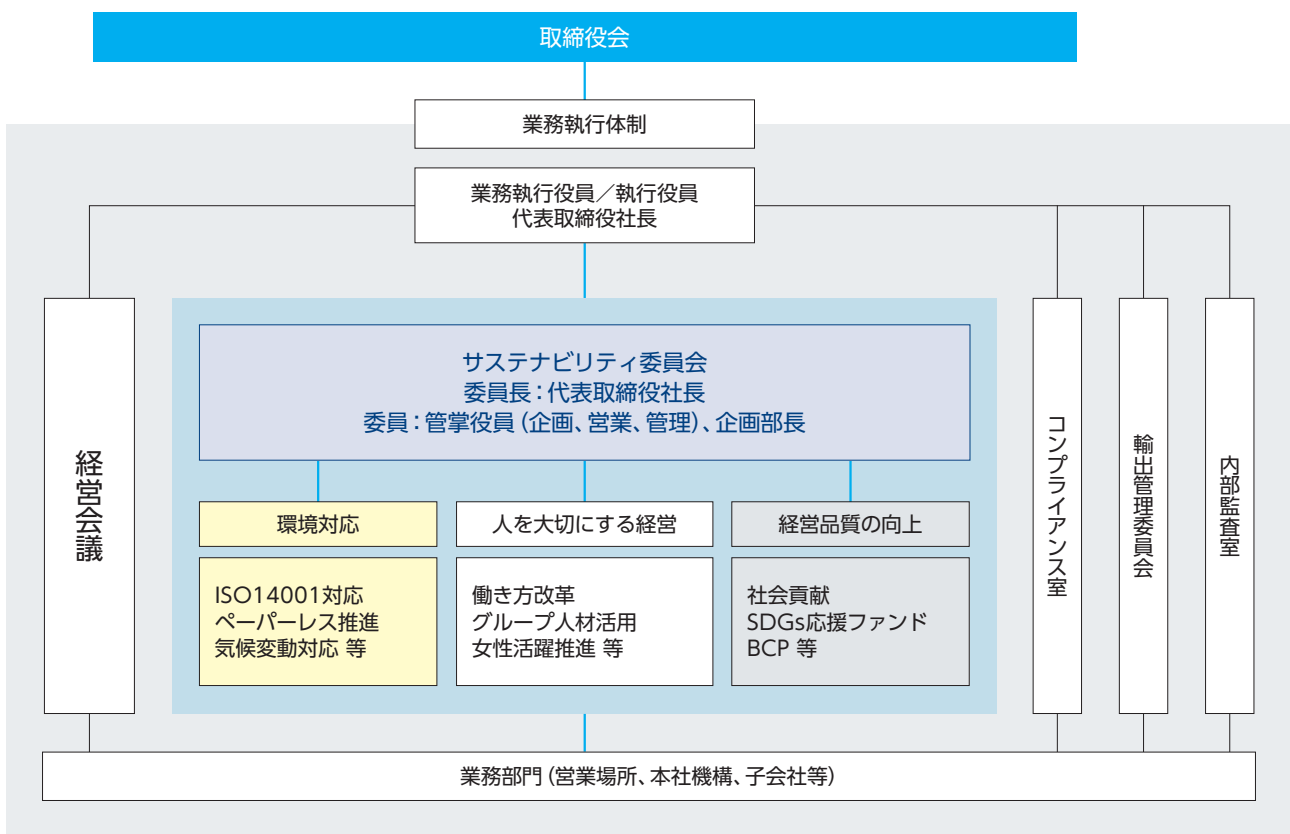 取締役会
業務執行体制
業務執行役員／執行役員
代表取締役社長
経営会議
サステナビリティ委員会
委員長：代表取締役社長
委員：管掌役員（企画、営業、管理）、企画部長
環境対応
ISO14001対応
ペーパーレス推進
気候変動対応 等
人を大切にする経営
働き方改革
グループ人材活用
女性活躍推進 等
経営品質の向上
社会貢献
SDGs応援ファンド
BCP 等
コンプライアンス室
輸出管理委員会
内部監査室
業務部門（営業場所、本社機構、子会社等）